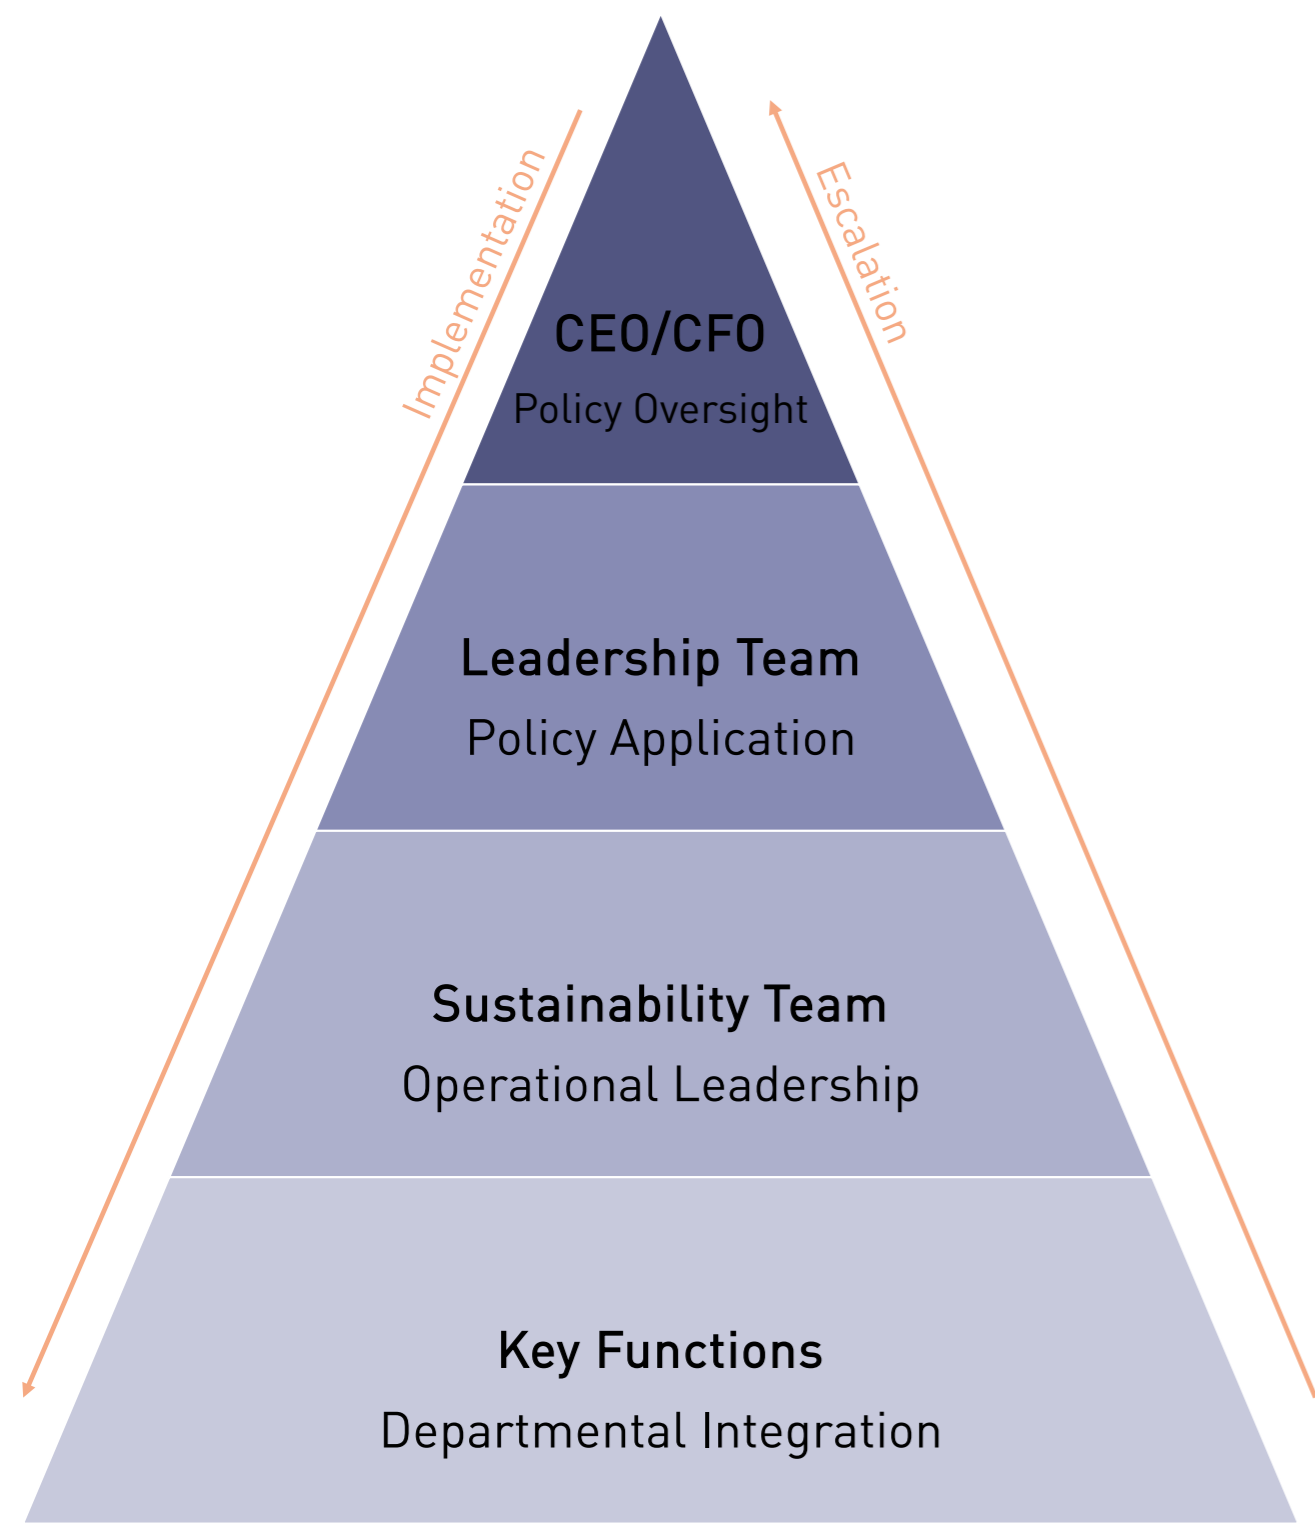 Implementation
Escalation
CEO/CFO
Policy Oversight
Leadership Team
Policy Application
Sustainability Team
Operational Leadership
Key Functions
Departmental Integration